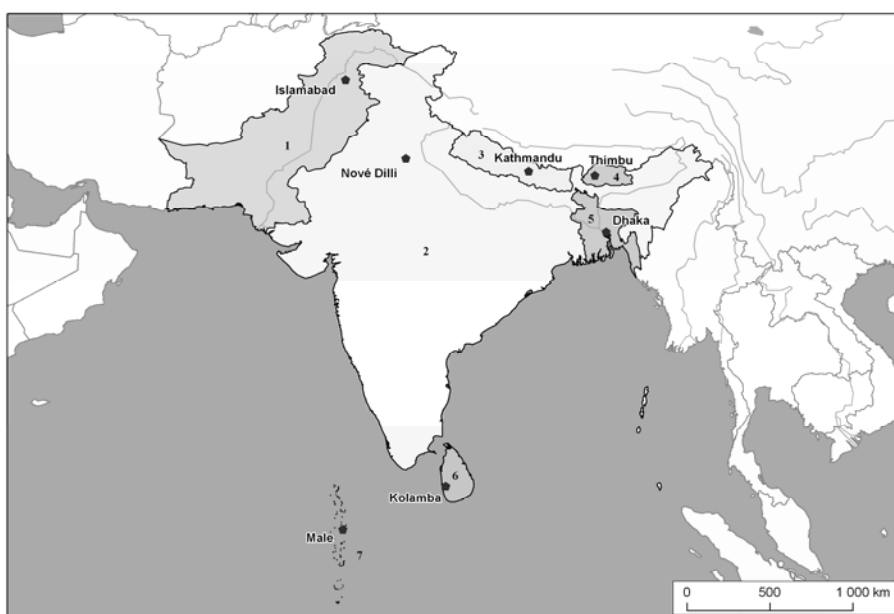 Islamabad
1
3
Kathmandu
Thimbu
4
Nové Dilli
5
Dhaka
2
6
Kolamba
Male
7
0 500 1 000 km